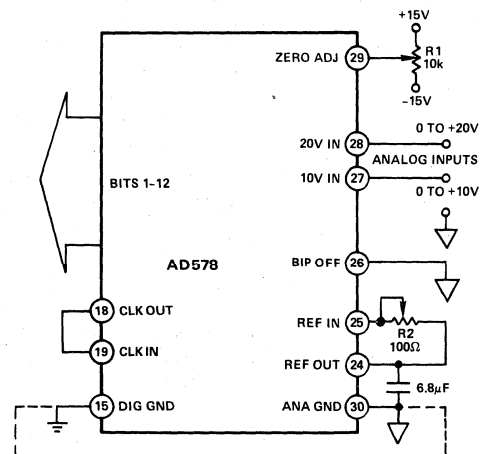 +15V
ZERO ADJ
29
R1
10k
–15V
0 TO +20V
20V IN
28
ANALOG INPUTS
10V IN
27
0 TO +10V
BITS 1–12
BIP OFF
26
AD578
18
CLK OUT
REF IN
25
R2
100Ω
19
CLK IN
REF OUT
24
6.8μF
15
DIG GND
ANA GND
30